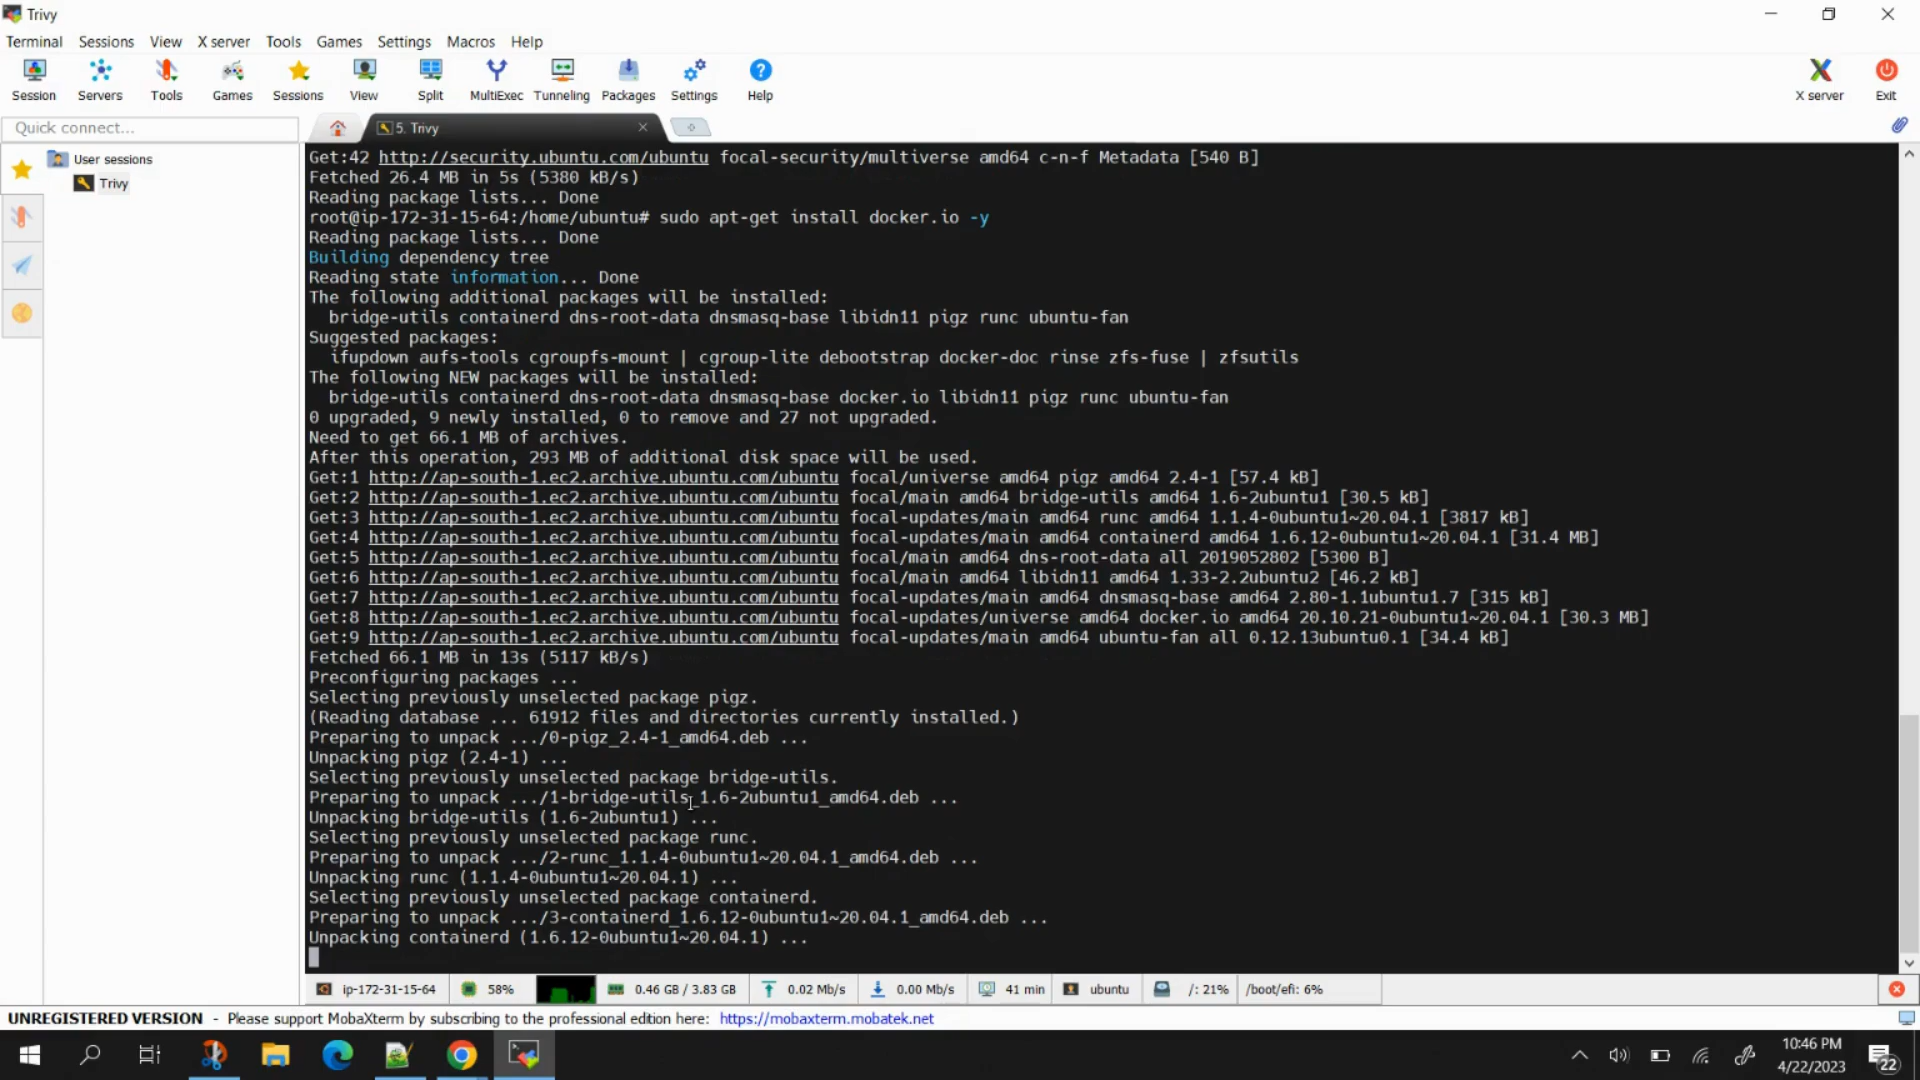 Trivy
Terminal Sessions View X server Tools Games Settings Macros Help
Session Servers Tools Games Sessions View Split MultiExec Tunneling Packages Settings Help X server Exit
Quick connect...
5. Trivy
User sessions
Trivy
Get:42 http://security.ubuntu.com/ubuntu focal-security/multiverse amd64 c-n-f Metadata [540 B]
Fetched 26.4 MB in 5s (5380 kB/s)
Reading package lists... Done
root@ip-172-31-15-64:/home/ubuntu# sudo apt-get install docker.io -y
Reading package lists... Done
Building dependency tree
Reading state information... Done
The following additional packages will be installed:
bridge-utils containerd dns-root-data dnsmasq-base libidn11 pigz runc ubuntu-fan
Suggested packages:
ifupdown aufs-tools cgroupfs-mount | cgroup-lite debootstrap docker-doc rinse zfs-fuse | zfsutils
The following NEW packages will be installed:
bridge-utils containerd dns-root-data dnsmasq-base docker.io libidn11 pigz runc ubuntu-fan
0 upgraded, 9 newly installed, 0 to remove and 27 not upgraded.
Need to get 66.1 MB of archives.
After this operation, 293 MB of additional disk space will be used.
Get:1 http://ap-south-1.ec2.archive.ubuntu.com/ubuntu focal/universe amd64 pigz amd64 2.4-1 [57.4 kB]
Get:2 http://ap-south-1.ec2.archive.ubuntu.com/ubuntu focal/main amd64 bridge-utils amd64 1.6-2ubuntu1 [30.5 kB]
Get:3 http://ap-south-1.ec2.archive.ubuntu.com/ubuntu focal-updates/main amd64 runc amd64 1.1.4-0ubuntu1~20.04.1 [3817 kB]
Get:4 http://ap-south-1.ec2.archive.ubuntu.com/ubuntu focal-updates/main amd64 containerd amd64 1.6.12-0ubuntu1~20.04.1 [31.4 MB]
Get:5 http://ap-south-1.ec2.archive.ubuntu.com/ubuntu focal/main amd64 dns-root-data all 2019052802 [5300 B]
Get:6 http://ap-south-1.ec2.archive.ubuntu.com/ubuntu focal/main amd64 libidn11 amd64 1.33-2.2ubuntu2 [46.2 kB]
Get:7 http://ap-south-1.ec2.archive.ubuntu.com/ubuntu focal-updates/main amd64 dnsmasq-base amd64 2.80-1.1ubuntu1.7 [315 kB]
Get:8 http://ap-south-1.ec2.archive.ubuntu.com/ubuntu focal-updates/universe amd64 docker.io amd64 20.10.21-0ubuntu1~20.04.1 [30.3 MB]
Get:9 http://ap-south-1.ec2.archive.ubuntu.com/ubuntu focal-updates/main amd64 ubuntu-fan all 0.12.13ubuntu0.1 [34.4 kB]
Fetched 66.1 MB in 13s (5117 kB/s)
Preconfiguring packages ...
Selecting previously unselected package pigz.
(Reading database ... 61912 files and directories currently installed.)
Preparing to unpack .../0-pigz_2.4-1_amd64.deb ...
Unpacking pigz (2.4-1) ...
Selecting previously unselected package bridge-utils.
Preparing to unpack .../1-bridge-utils_1.6-2ubuntu1_amd64.deb ...
Unpacking bridge-utils (1.6-2ubuntu1) ...
Selecting previously unselected package runc.
Preparing to unpack .../2-runc_1.1.4-0ubuntu1~20.04.1_amd64.deb ...
Unpacking runc (1.1.4-0ubuntu1~20.04.1) ...
Selecting previously unselected package containerd.
Preparing to unpack .../3-containerd_1.6.12-0ubuntu1~20.04.1_amd64.deb ...
Unpacking containerd (1.6.12-0ubuntu1~20.04.1) ...
ip-172-31-15-64 58% 0.46 GB / 3.83 GB 0.02 Mb/s 0.00 Mb/s 41 min ubuntu /: 21% /boot/efi: 6%
UNREGISTERED VERSION - Please support MobaXterm by subscribing to the professional edition here: https://mobaxterm.mobatek.net
10:46 PM
4/22/2023
22